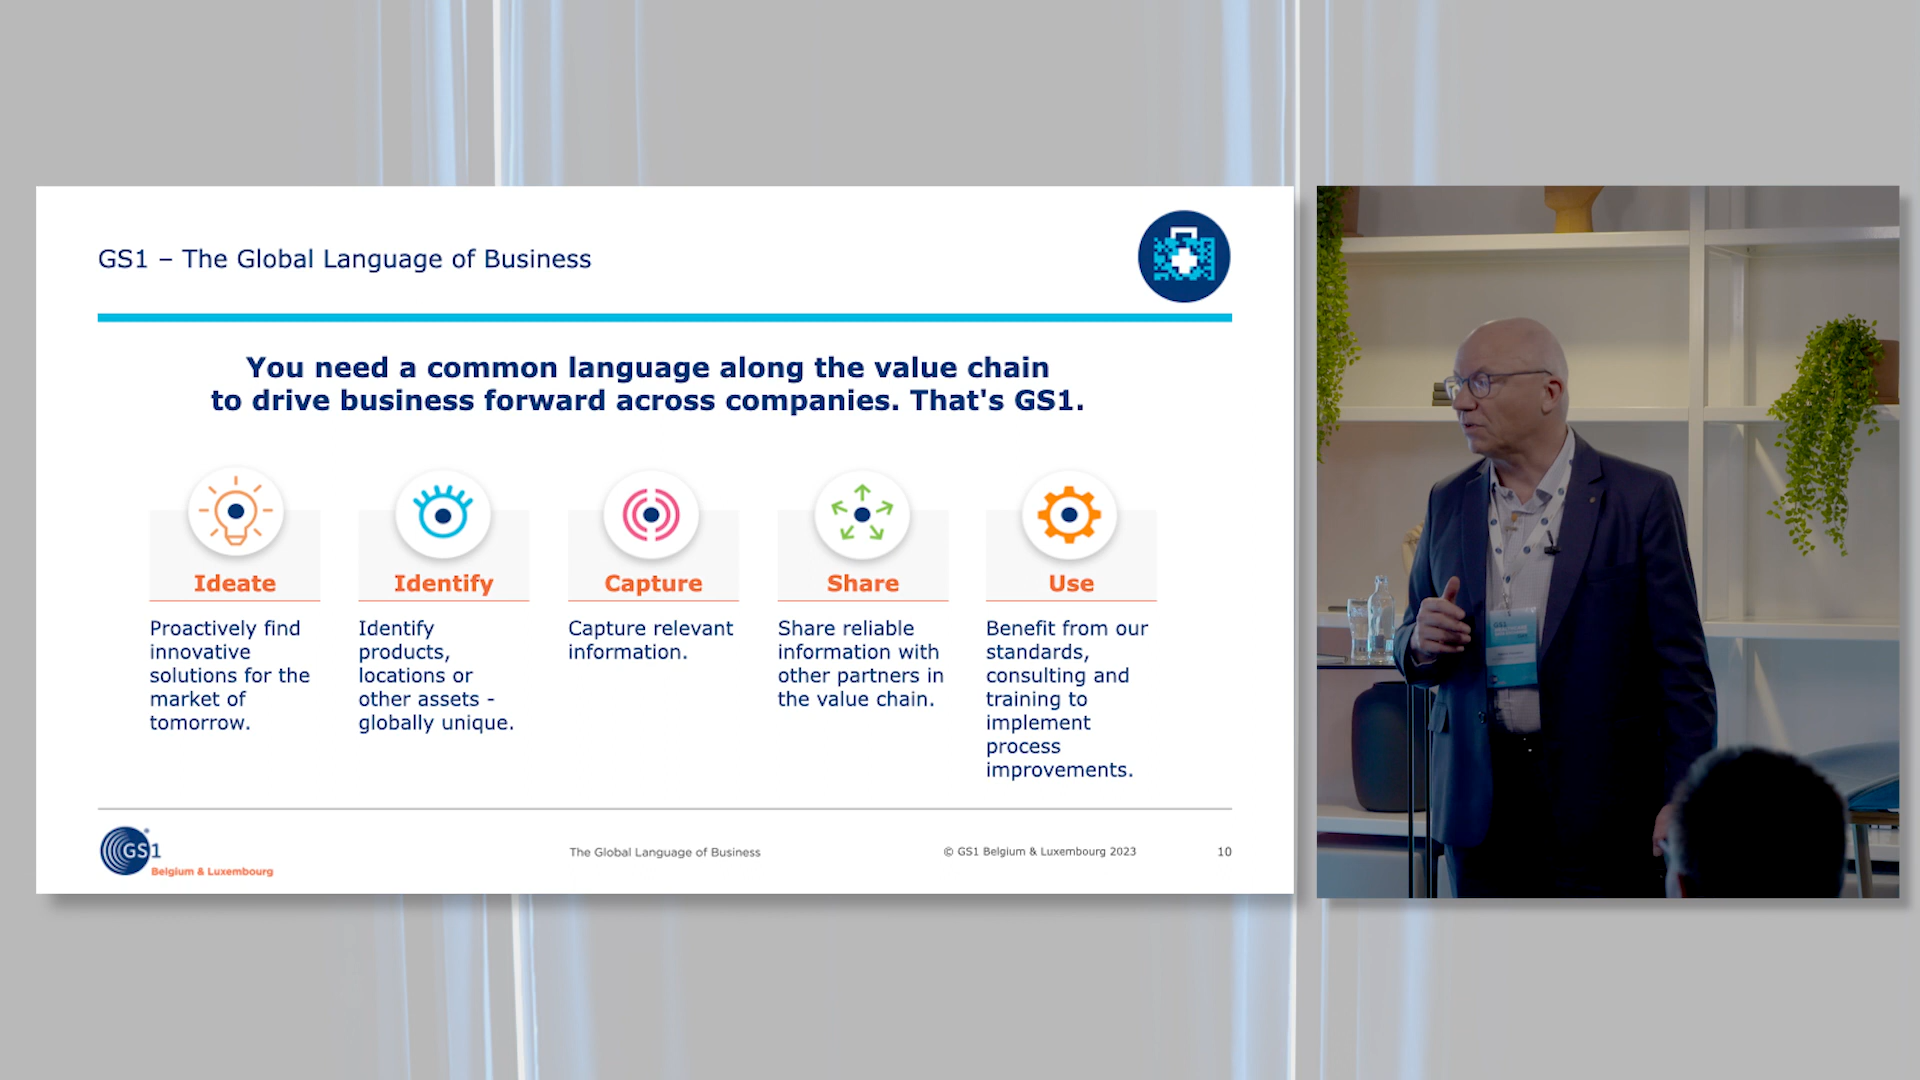 GS1 – The Global Language of Business
You need a common language along the value chain
to drive business forward across companies. That's GS1.
Ideate
Proactively find
innovative
solutions for the
market of
tomorrow.
Identify
Identify
products,
locations or
other assets -
globally unique.
Capture
Capture relevant
information.
Share
Share reliable
information with
other partners in
the value chain.
Use
Benefit from our
standards,
consulting and
training to
implement
process
improvements.
GS1
Belgium & Luxembourg
The Global Language of Business
© GS1 Belgium & Luxembourg 2023
10
GS1